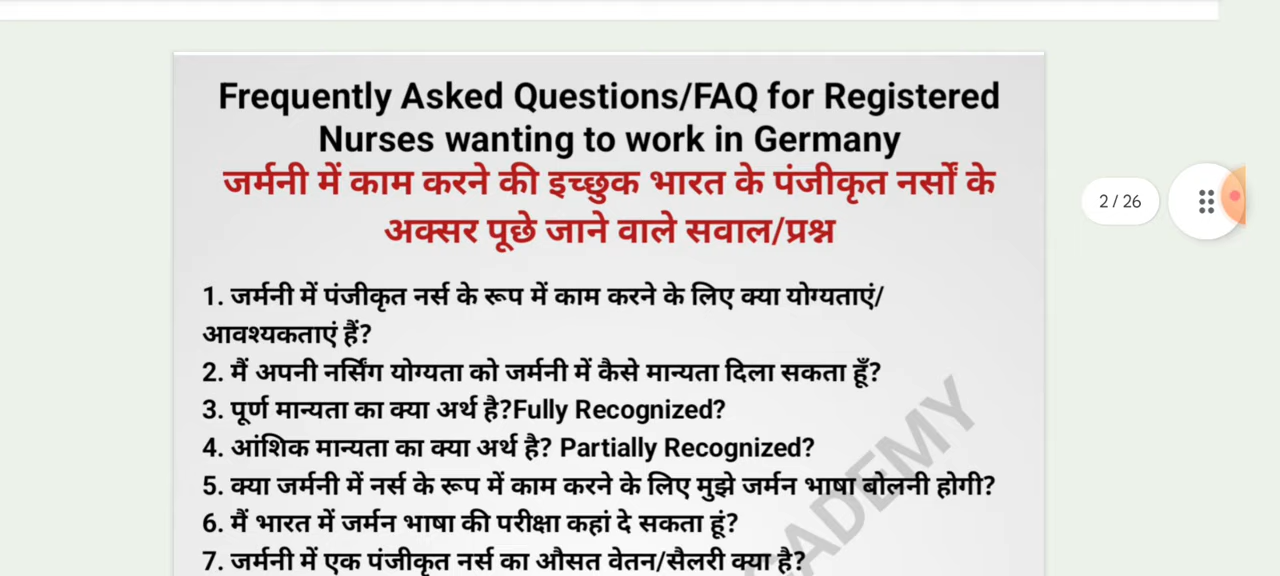 Frequently Asked Questions/FAQ for Registered
Nurses wanting to work in Germany
जर्मनी में काम करने की इच्छुक भारत के पंजीकृत नर्सों के
अक्सर पूछे जाने वाले सवाल/प्रश्न
2 / 26
1. जर्मनी में पंजीकृत नर्स के रूप में काम करने के लिए क्या योग्यताएं/
आवश्यकताएं हैं?
2. मैं अपनी नर्सिंग योग्यता को जर्मनी में कैसे मान्यता दिला सकता हूँ?
3. पूर्ण मान्यता का क्या अर्थ है?Fully Recognized?
4. आंशिक मान्यता का क्या अर्थ है? Partially Recognized?
5. क्या जर्मनी में नर्स के रूप में काम करने के लिए मुझे जर्मन भाषा बोलनी होगी?
6. मैं भारत में जर्मन भाषा की परीक्षा कहां दे सकता हूं?
7. जर्मनी में एक पंजीकृत नर्स का औसत वेतन/सैलरी क्या है?